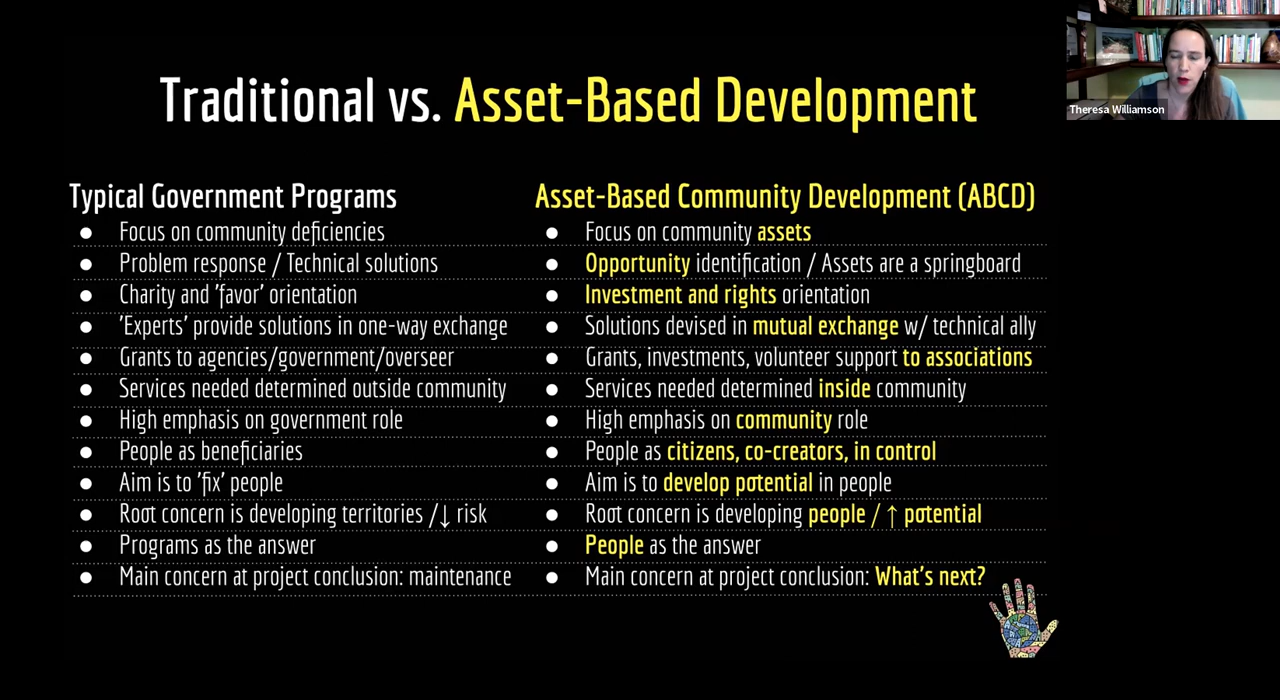 Traditional vs. Asset-Based Development
Theresa Williamson
Typical Government Programs
● Focus on community deficiencies
● Problem response / Technical solutions
● Charity and 'favor' orientation
● 'Experts' provide solutions in one-way exchange
● Grants to agencies/government/overseer
● Services needed determined outside community
● High emphasis on government role
● People as beneficiaries
● Aim is to 'fix' people
● Root concern is developing territories /↓ risk
● Programs as the answer
● Main concern at project conclusion: maintenance
Asset-Based Community Development (ABCD)
● Focus on community assets
● Opportunity identification / Assets are a springboard
● Investment and rights orientation
● Solutions devised in mutual exchange w/ technical ally
● Grants, investments, volunteer support to associations
● Services needed determined inside community
● High emphasis on community role
● People as citizens, co-creators, in control
● Aim is to develop potential in people
● Root concern is developing people / ↑ potential
● People as the answer
● Main concern at project conclusion: What's next?